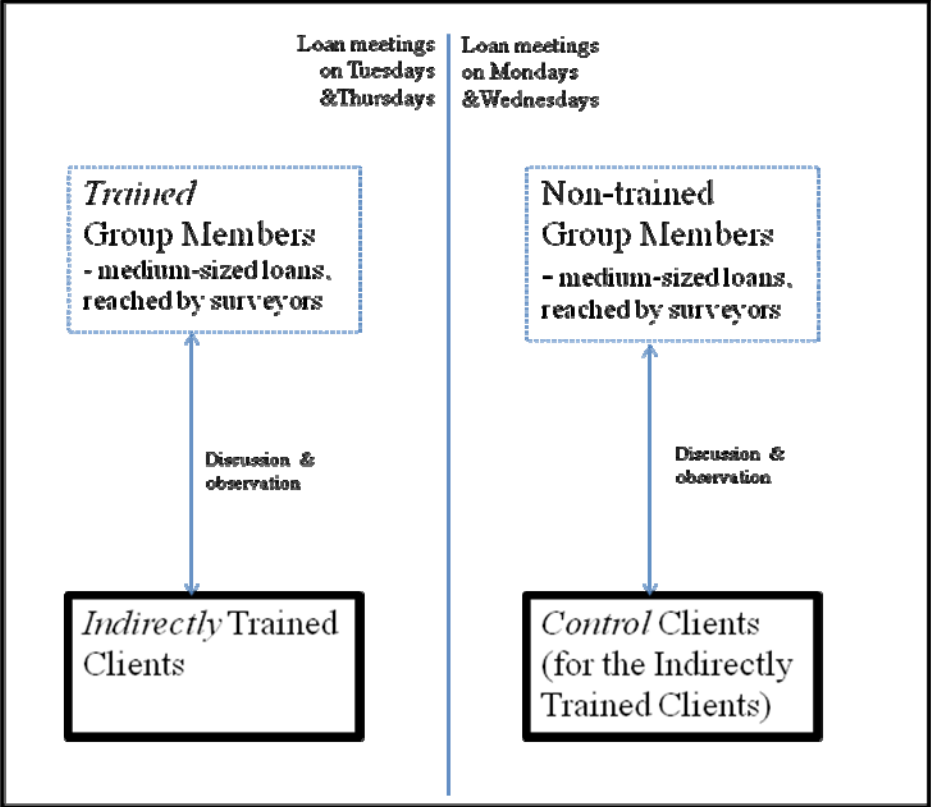 Loan meetings
on Tuesdays
&Thursdays
Loan meetings
on Mondays
&Wednesdays
Trained
Group Members
- medium-sized loans,
reached by surveyors
Non-trained
Group Members
- medium-sized loans,
reached by surveyors
Discussion &
observation
Discussion &
observation
Indirectly Trained
Clients
Control Clients
(for the Indirectly
Trained Clients)